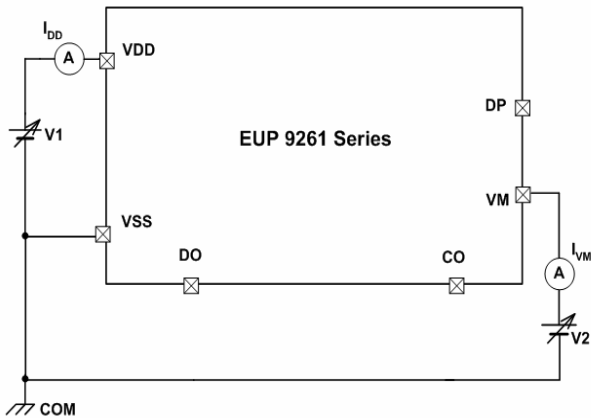 I_DD
A
VDD
V1
DP
EUP 9261 Series
VM
VSS
DO
CO
I_VM
A
V2
COM